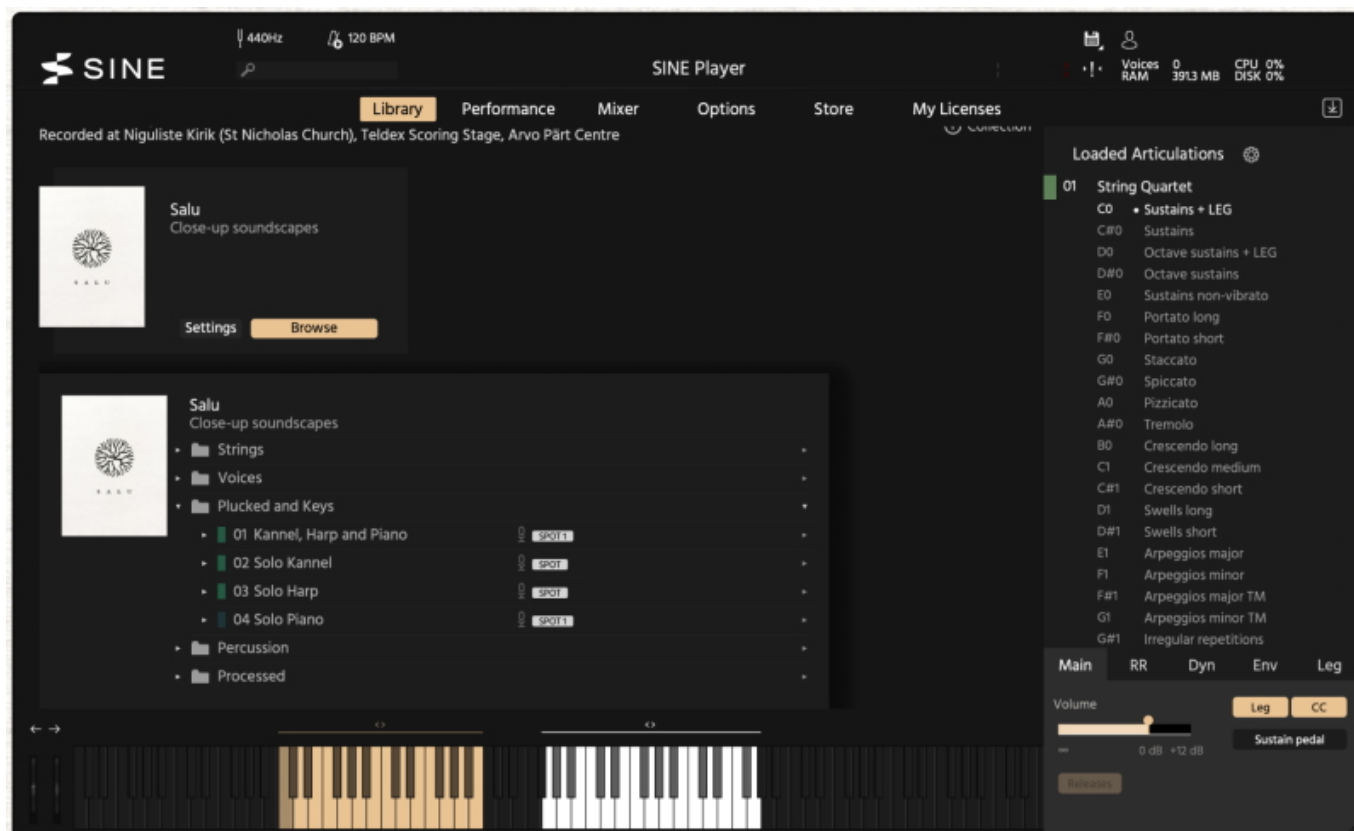 440Hz
120 BPM
SINE
SINE Player
Voices 0
RAM 391.3 MB
CPU 0%
DISK 0%
Library Performance Mixer Options Store My Licenses
Recorded at Niguliste Kirik (St Nicholas Church), Teldex Scoring Stage, Arvo Pärt Centre
Collection
Salu
Close-up soundscapes
SALU
Settings
Browse
Salu
Close-up soundscapes
SALU
Strings
Voices
Plucked and Keys
01 Kannel, Harp and Piano SPOT1
02 Solo Kannel SPOT
03 Solo Harp SPOT
04 Solo Piano SPOT1
Percussion
Processed
Loaded Articulations
01 String Quartet
C0 • Sustains + LEG
C#0 Sustains
D0 Octave sustains + LEG
D#0 Octave sustains
E0 Sustains non-vibrato
F0 Portato long
F#0 Portato short
G0 Staccato
G#0 Spiccato
A0 Pizzicato
A#0 Tremolo
B0 Crescendo long
C1 Crescendo medium
C#1 Crescendo short
D1 Swells long
D#1 Swells short
E1 Arpeggios major
F1 Arpeggios minor
F#1 Arpeggios major TM
G1 Arpeggios minor TM
G#1 Irregular repetitions
Main RR Dyn Env Leg
Volume
Leg CC
Sustain pedal
-∞ 0 dB +12 dB
Releases